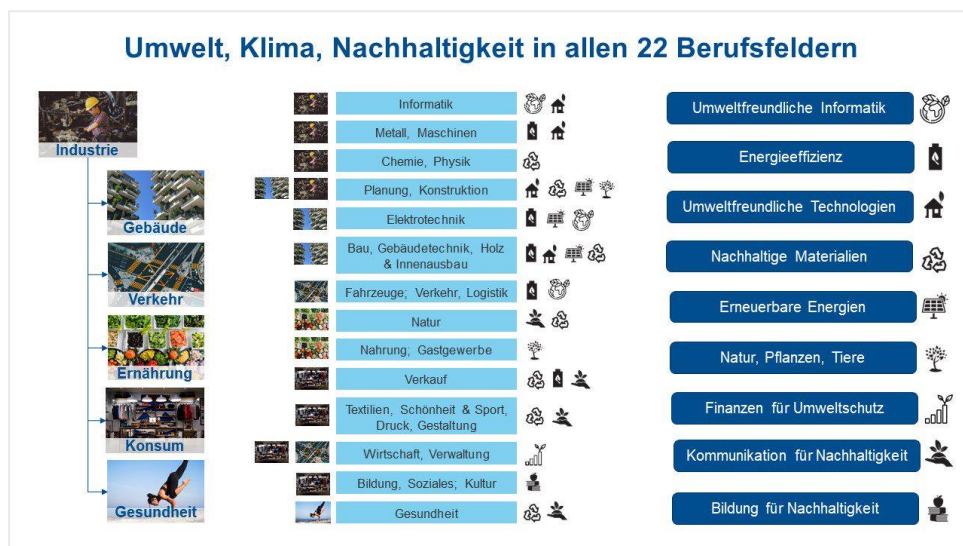 Umwelt, Klima, Nachhaltigkeit in allen 22 Berufsfeldern
Industrie
Gebäude
Verkehr
Ernährung
Konsum
Gesundheit
Informatik
Metall, Maschinen
Chemie, Physik
Planung, Konstruktion
Elektrotechnik
Bau, Gebäudetechnik, Holz
& Innenausbau
Fahrzeuge; Verkehr, Logistik
Natur
Nahrung; Gastgewerbe
Verkauf
Textilien, Schönheit & Sport,
Druck, Gestaltung
Wirtschaft, Verwaltung
Bildung, Soziales; Kultur
Gesundheit
Umweltfreundliche Informatik
Energieeffizienz
Umweltfreundliche Technologien
Nachhaltige Materialien
Erneuerbare Energien
Natur, Pflanzen, Tiere
Finanzen für Umweltschutz
Kommunikation für Nachhaltigkeit
Bildung für Nachhaltigkeit